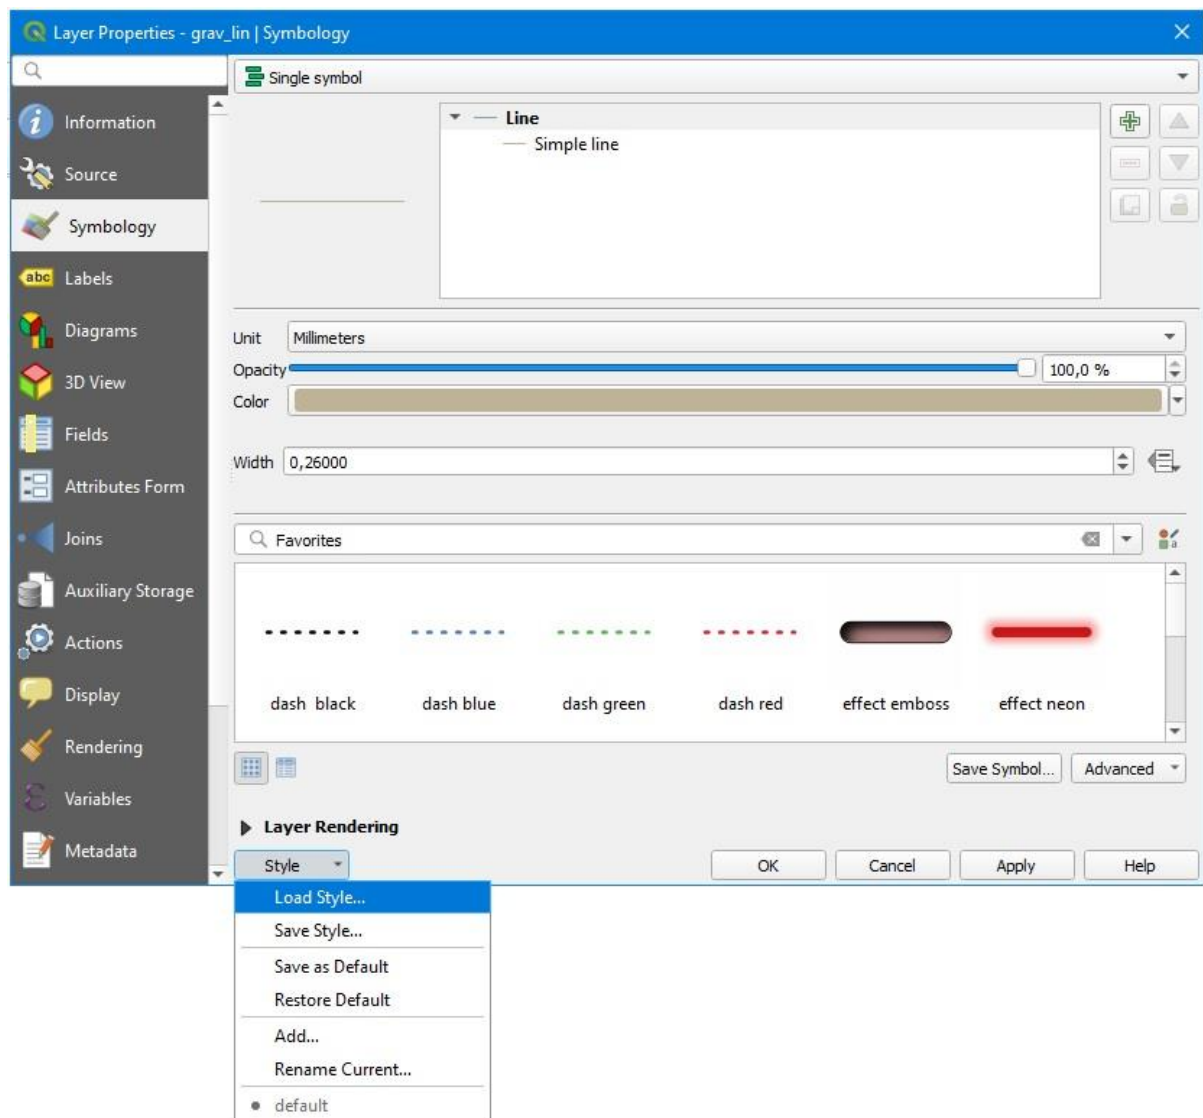 Layer Properties - grav_lin | Symbology
Single symbol
Information
Source
Symbology
abc Labels
Diagrams
3D View
Fields
Attributes Form
Joins
Auxiliary Storage
Actions
Display
Rendering
Variables
Metadata
Line
Simple line
Unit Millimeters
Opacity 100,0 %
Color
Width 0,26000
Favorites
dash black dash blue dash green dash red effect emboss effect neon
Save Symbol... Advanced
Layer Rendering
Style OK Cancel Apply Help
Load Style...
Save Style...
Save as Default
Restore Default
Add...
Rename Current...
default